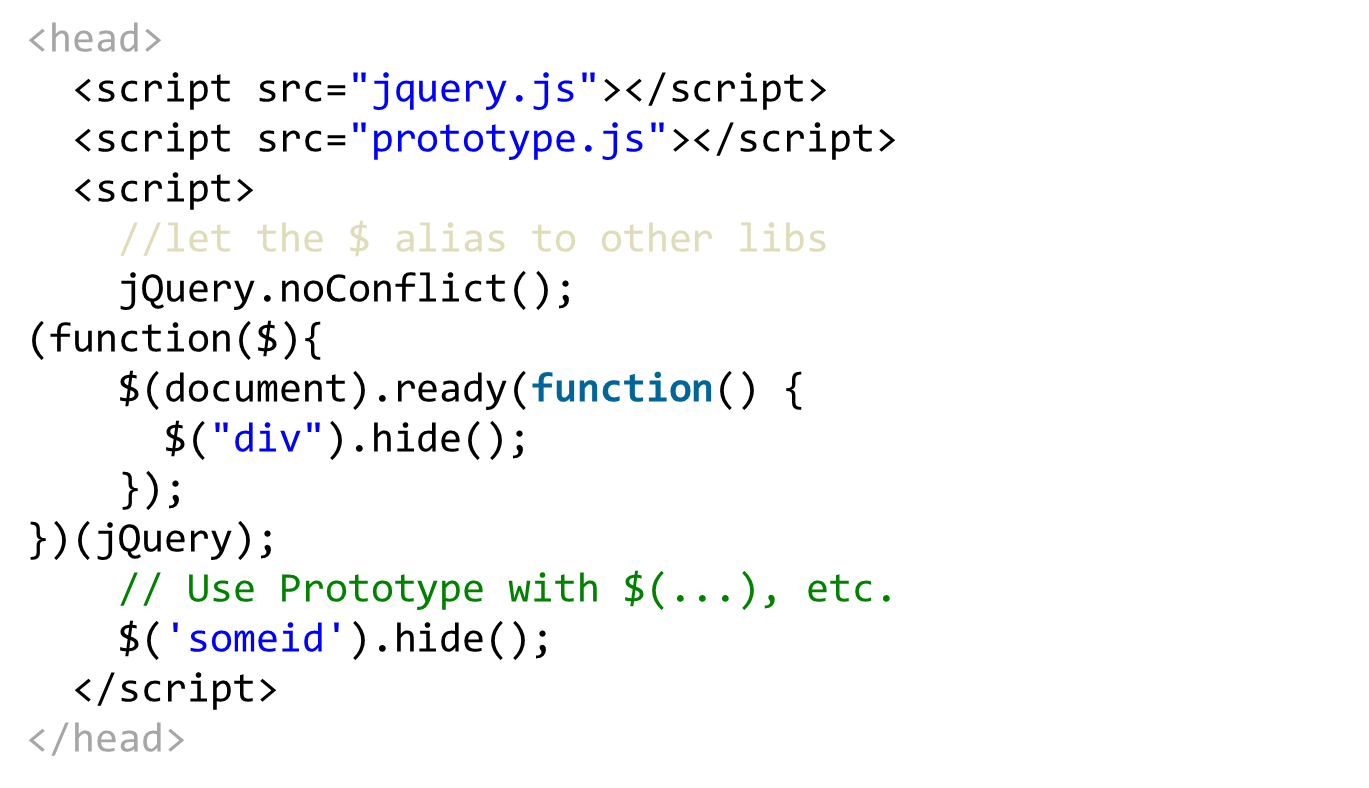 <head>
  <script src="jquery.js"></script>
  <script src="prototype.js"></script>
  <script>
    //let the $ alias to other libs
    jQuery.noConflict();
(function($){
    $(document).ready(function() {
      $("div").hide();
    });
})(jQuery);
    // Use Prototype with $(...), etc.
    $('someid').hide();
  </script>
</head>